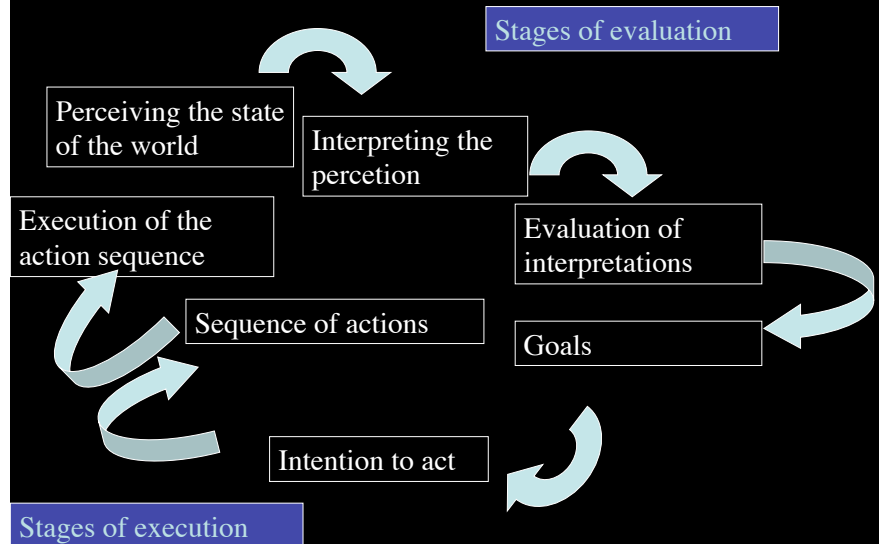 Stages of evaluation
Perceiving the state
of the world
Interpreting the
percetion
Execution of the
action sequence
Evaluation of
interpretations
Sequence of actions
Goals
Intention to act
Stages of execution